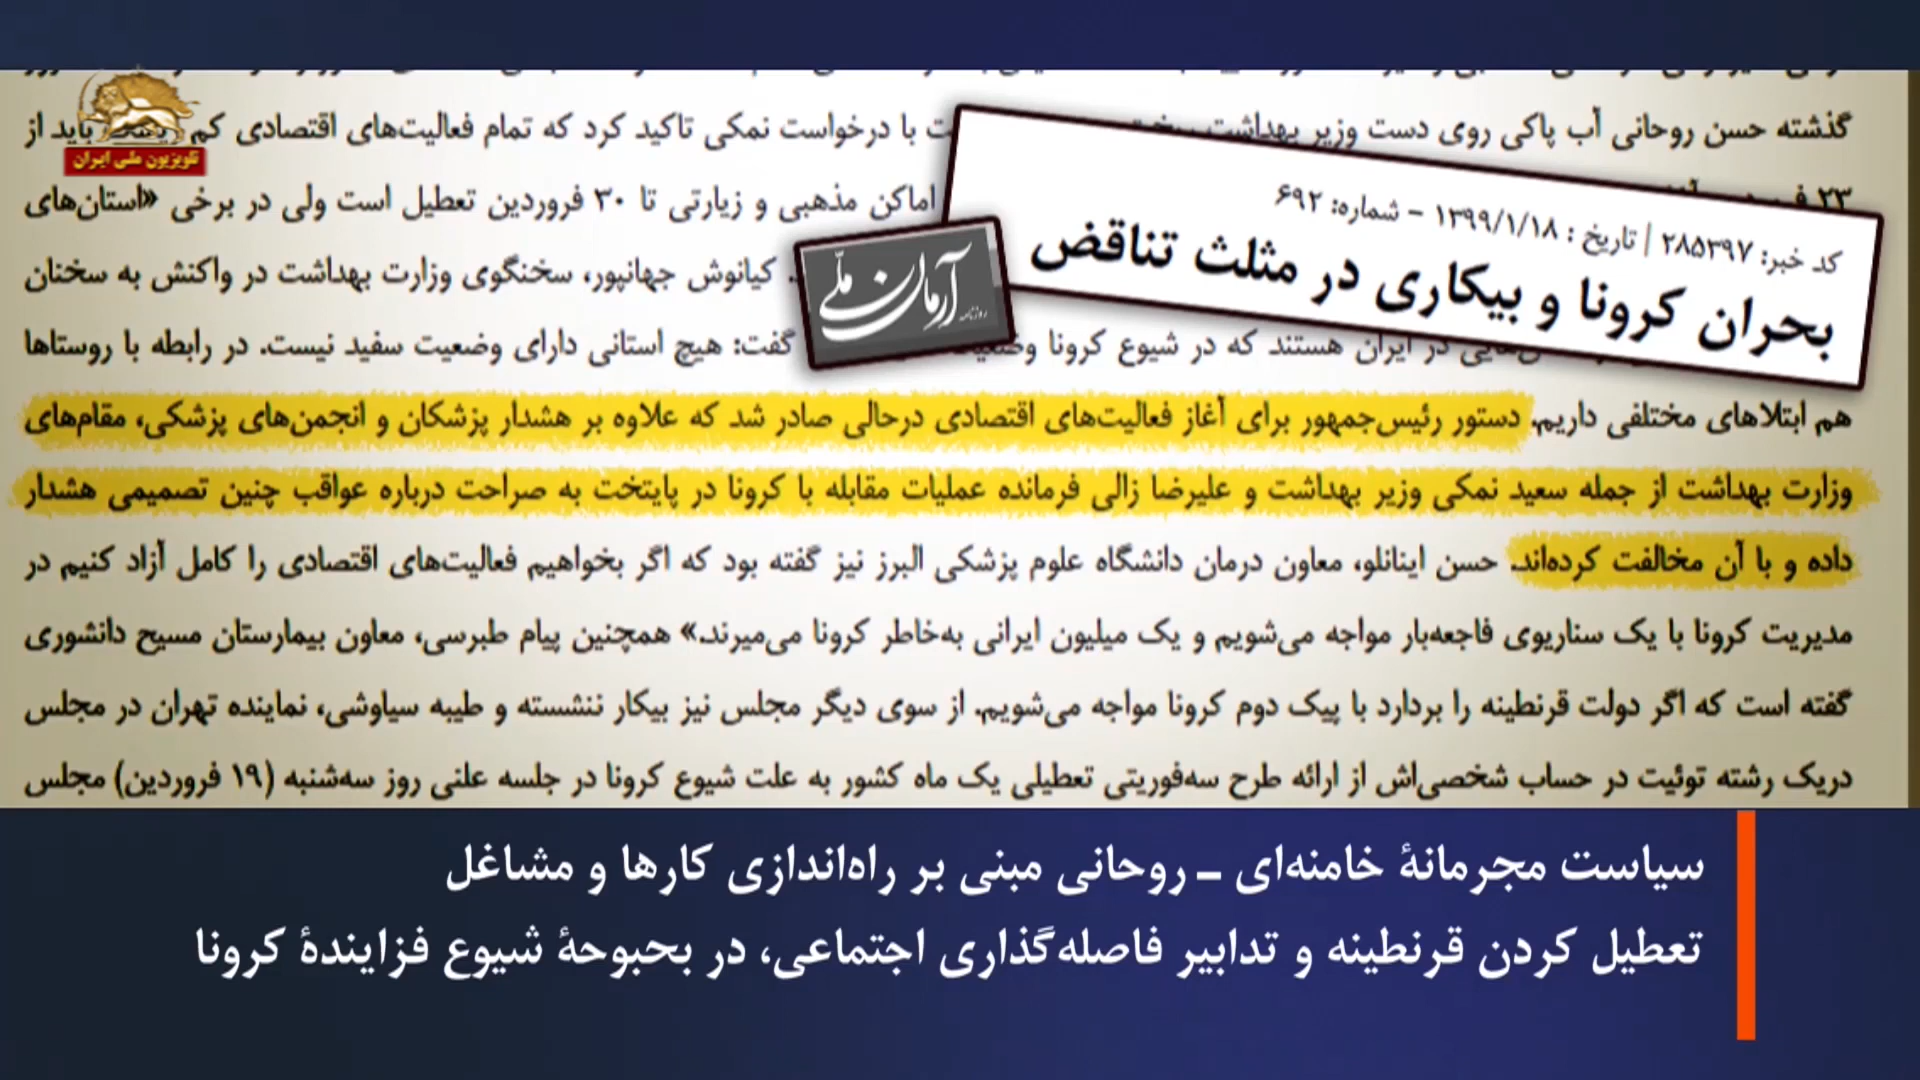 تلویزیون ملی ایران
گذشته حسن روحانی آب پاکی روی دست وزیر بهداشت با درخواست نمکی تاکید کرد که تمام فعالیت‌های اقتصادی کم باید از
۲۳
اماکن مذهبی و زیارتی تا ۳۰ فروردین تعطیل است ولی در برخی «استان‌های
کد خبر: ۲۸۵۳۹۷ | تاریخ : ۱۳۹۹/۱/۱۸ – شماره: ۶۹۲
بحران کرونا و بیکاری در مثلث تناقض
روزنامه آرمان ملّی
کیانوش جهانپور، سخنگوی وزارت بهداشت در واکنش به سخنان
در ایران هستند که در شیوع کرونا گفت: هیچ استانی دارای وضعیت سفید نیست. در رابطه با روستاها
هم ابتلاهای مختلفی داریم. دستور رئیس‌جمهور برای آغاز فعالیت‌های اقتصادی درحالی صادر شد که علاوه بر هشدار پزشکان و انجمن‌های پزشکی، مقام‌های
وزارت بهداشت از جمله سعید نمکی وزیر بهداشت و علیرضا زالی فرمانده عملیات مقابله با کرونا در پایتخت به صراحت درباره عواقب چنین تصمیمی هشدار
داده و با آن مخالفت کرده‌اند. حسن اینانلو، معاون درمان دانشگاه علوم پزشکی البرز نیز گفته بود که اگر بخواهیم فعالیت‌های اقتصادی را کامل آزاد کنیم در
مدیریت کرونا با یک سناریوی فاجعه‌بار مواجه می‌شویم و یک میلیون ایرانی به‌خاطر کرونا می‌میرند.» همچنین پیام طبرسی، معاون بیمارستان مسیح دانشوری
گفته است که اگر دولت قرنطینه را بردارد با پیک دوم کرونا مواجه می‌شویم. از سوی دیگر مجلس نیز بیکار ننشسته و طیبه سیاوشی، نماینده تهران در مجلس
دریک رشته توئیت در حساب شخصی‌اش از ارائه طرح سه‌فوریتی تعطیلی یک ماه کشور به علت شیوع کرونا در جلسه علنی روز سه‌شنبه (۱۹ فروردین) مجلس
سیاست مجرمانهٔ خامنه‌ای ــ روحانی مبنی بر راه‌اندازی کارها و مشاغل
تعطیل کردن قرنطینه و تدابیر فاصله‌گذاری اجتماعی، در بحبوحهٔ شیوع فزایندهٔ کرونا